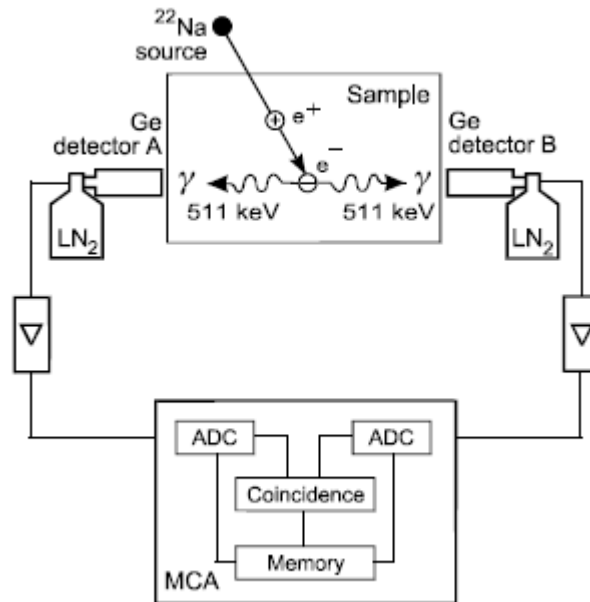 ²²Na
source
Sample
e⁺
Ge
detector A
Ge
detector B
e⁻
γ
γ
511 keV
511 keV
LN₂
LN₂
ADC
ADC
Coincidence
Memory
MCA